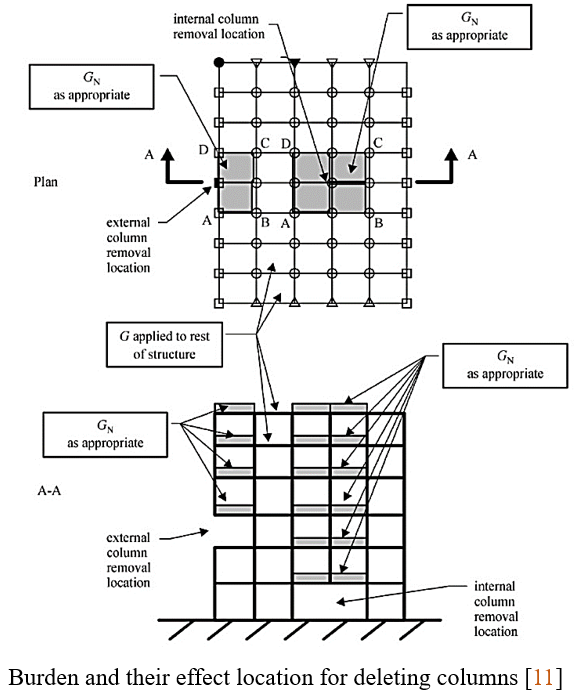 internal column
removal location
G_N
as appropriate
G_N
as appropriate
D
C
D
C
A
A
Plan
A
B
A
B
external
column
removal
location
G applied to rest
of structure
G_N
as appropriate
G_N
as appropriate
A-A
external
column
removal
location
internal
column
removal
location
Burden and their effect location for deleting columns [11]